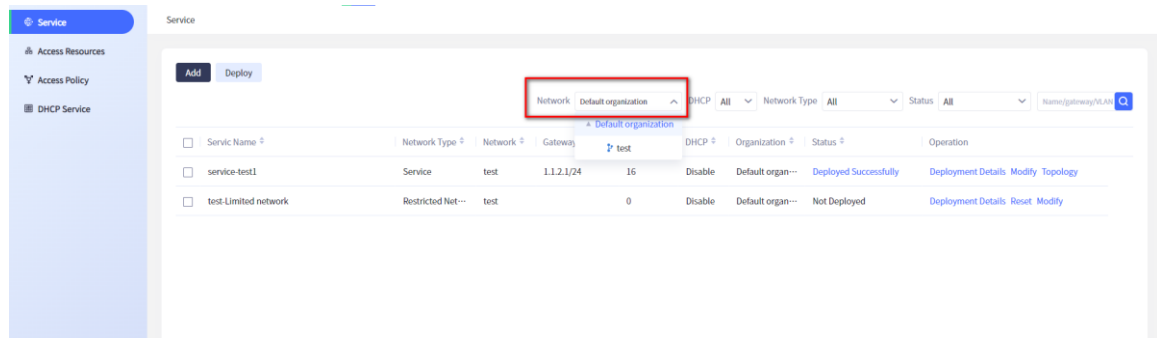 Service
Access Resources
Access Policy
DHCP Service
Service
Add Deploy
Network Default organization DHCP All Network Type All Status All Name/gateway/VLAN
Default organization
test
Servic Name Network Type Network Gateway DHCP Organization Status Operation
service-test1 Service test 1.1.2.1/24 16 Disable Default organ··· Deployed Successfully Deployment Details Modify Topology
test-Limited network Restricted Net··· test 0 Disable Default organ··· Not Deployed Deployment Details Reset Modify